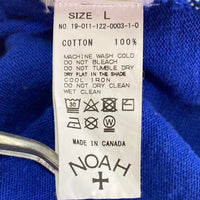 SIZE L
NO. 19-011-122-0003-1-0
COTTON 100%
MACHINE WASH COLD
DO NOT BLEACH
DO NOT TUMBLE DRY
DRY FLAT IN THE SHADE
COOL IRON
DO NOT DRY CLEAN
WET CLEAN
MADE IN CANADA
NOAH